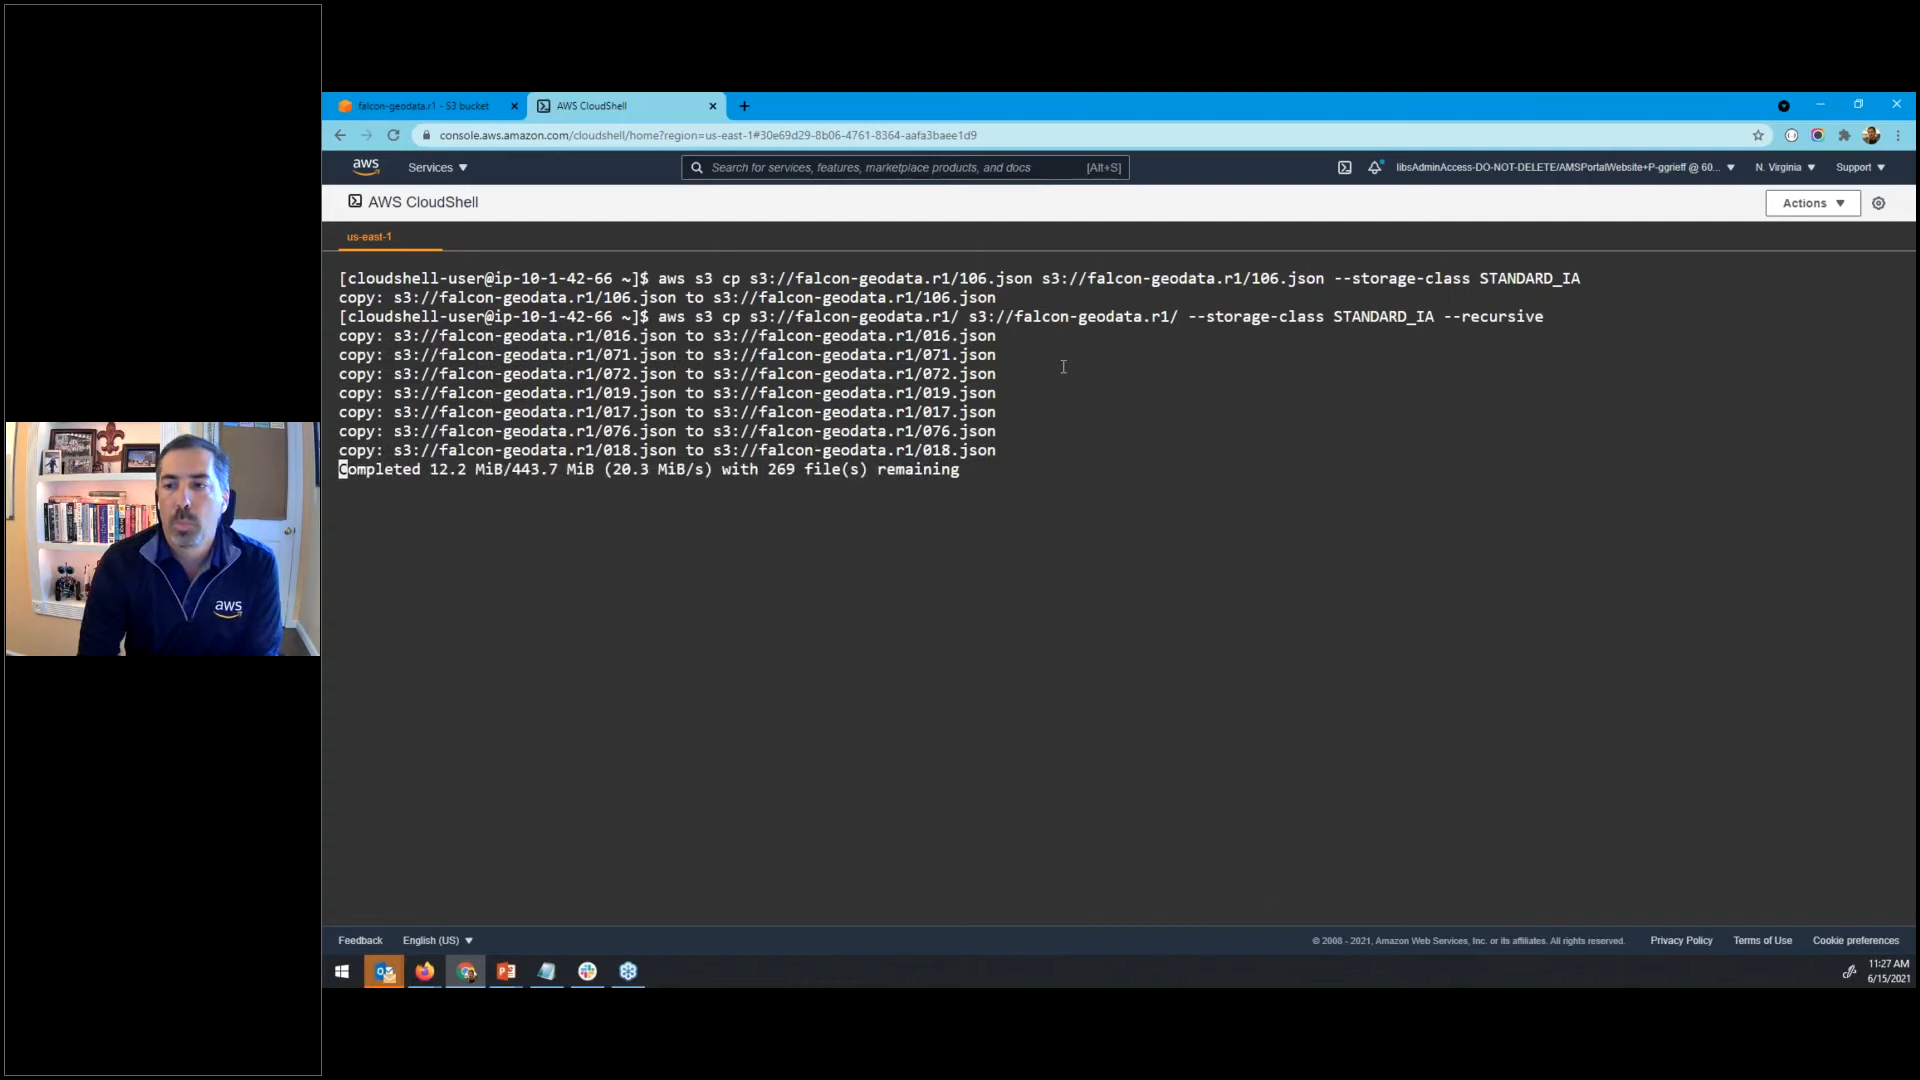 falcon-geodata.r1 - S3 bucket
AWS CloudShell
console.aws.amazon.com/cloudshell/home?region=us-east-1#30e69d29-8b06-4761-8364-aafa3baee1d9
aws
Services
Search for services, features, marketplace products, and docs
[Alt+S]
libsAdminAccess-DO-NOT-DELETE/AMSPortalWebsite+P-ggrieff @ 60...
N. Virginia
Support
AWS CloudShell
Actions
us-east-1
[cloudshell-user@ip-10-1-42-66 ~]$ aws s3 cp s3://falcon-geodata.r1/106.json s3://falcon-geodata.r1/106.json --storage-class STANDARD_IA
copy: s3://falcon-geodata.r1/106.json to s3://falcon-geodata.r1/106.json
[cloudshell-user@ip-10-1-42-66 ~]$ aws s3 cp s3://falcon-geodata.r1/ s3://falcon-geodata.r1/ --storage-class STANDARD_IA --recursive
copy: s3://falcon-geodata.r1/016.json to s3://falcon-geodata.r1/016.json
copy: s3://falcon-geodata.r1/071.json to s3://falcon-geodata.r1/071.json
copy: s3://falcon-geodata.r1/072.json to s3://falcon-geodata.r1/072.json
copy: s3://falcon-geodata.r1/019.json to s3://falcon-geodata.r1/019.json
copy: s3://falcon-geodata.r1/017.json to s3://falcon-geodata.r1/017.json
copy: s3://falcon-geodata.r1/076.json to s3://falcon-geodata.r1/076.json
copy: s3://falcon-geodata.r1/018.json to s3://falcon-geodata.r1/018.json
Completed 12.2 MiB/443.7 MiB (20.3 MiB/s) with 269 file(s) remaining
aws
Feedback
English (US)
© 2008 - 2021, Amazon Web Services, Inc. or its affiliates. All rights reserved.
Privacy Policy
Terms of Use
Cookie preferences
11:27 AM
6/15/2021